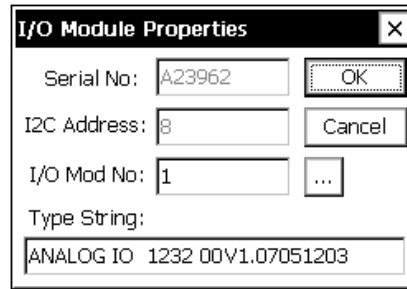 I/O Module Properties
Serial No: A23962 OK
I2C Address: 8 Cancel
I/O Mod No: 1 ...
Type String:
ANALOG IO  1232 00V1.07051203